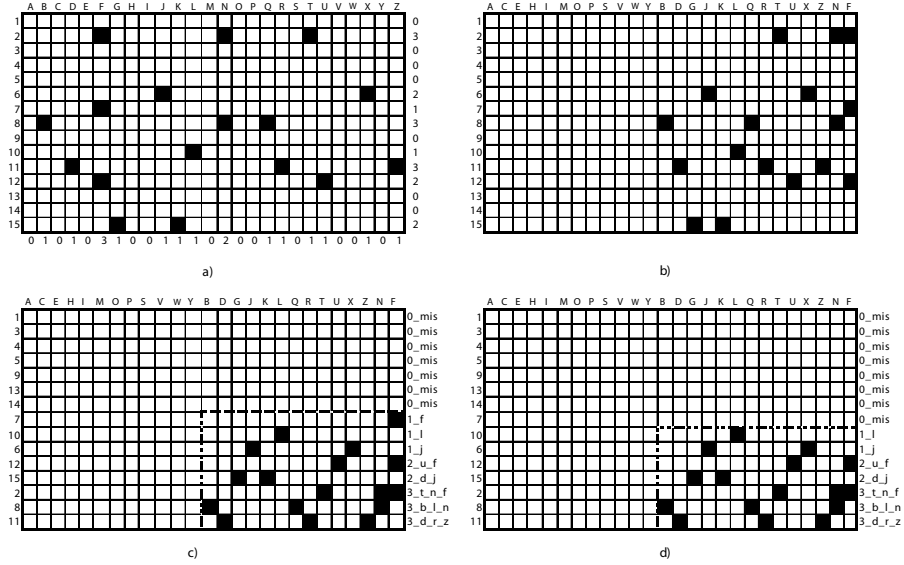 A B C D E F G H I J K L M N O P Q R S T U V W X Y Z
1 0
2 3
3 0
4 0
5 0
6 2
7 1
8 3
9 0
10 1
11 3
12 2
13 0
14 0
15 2
0 1 0 1 0 3 1 0 0 1 1 1 0 2 0 0 1 1 0 1 1 0 0 1 0 1
a)
A C E H I M O P S V W Y B D G J K L Q R T U X Z N F
1
2
3
4
5
6
7
8
9
10
11
12
13
14
15
b)
A C E H I M O P S V W Y B D G J K L Q R T U X Z N F
1 0_mis
3 0_mis
4 0_mis
5 0_mis
9 0_mis
13 0_mis
14 0_mis
7 1_f
10 1_l
6 1_j
12 2_u_f
15 2_d_j
2 3_t_n_f
8 3_b_l_n
11 3_d_r_z
c)
A C E H I M O P S V W Y B D G J K L Q R T U X Z N F
1 0_mis
3 0_mis
4 0_mis
5 0_mis
9 0_mis
13 0_mis
14 0_mis
7 0_mis
10 1_l
6 1_j
12 2_u_f
15 2_d_j
2 3_t_n_f
8 3_b_l_n
11 3_d_r_z
d)